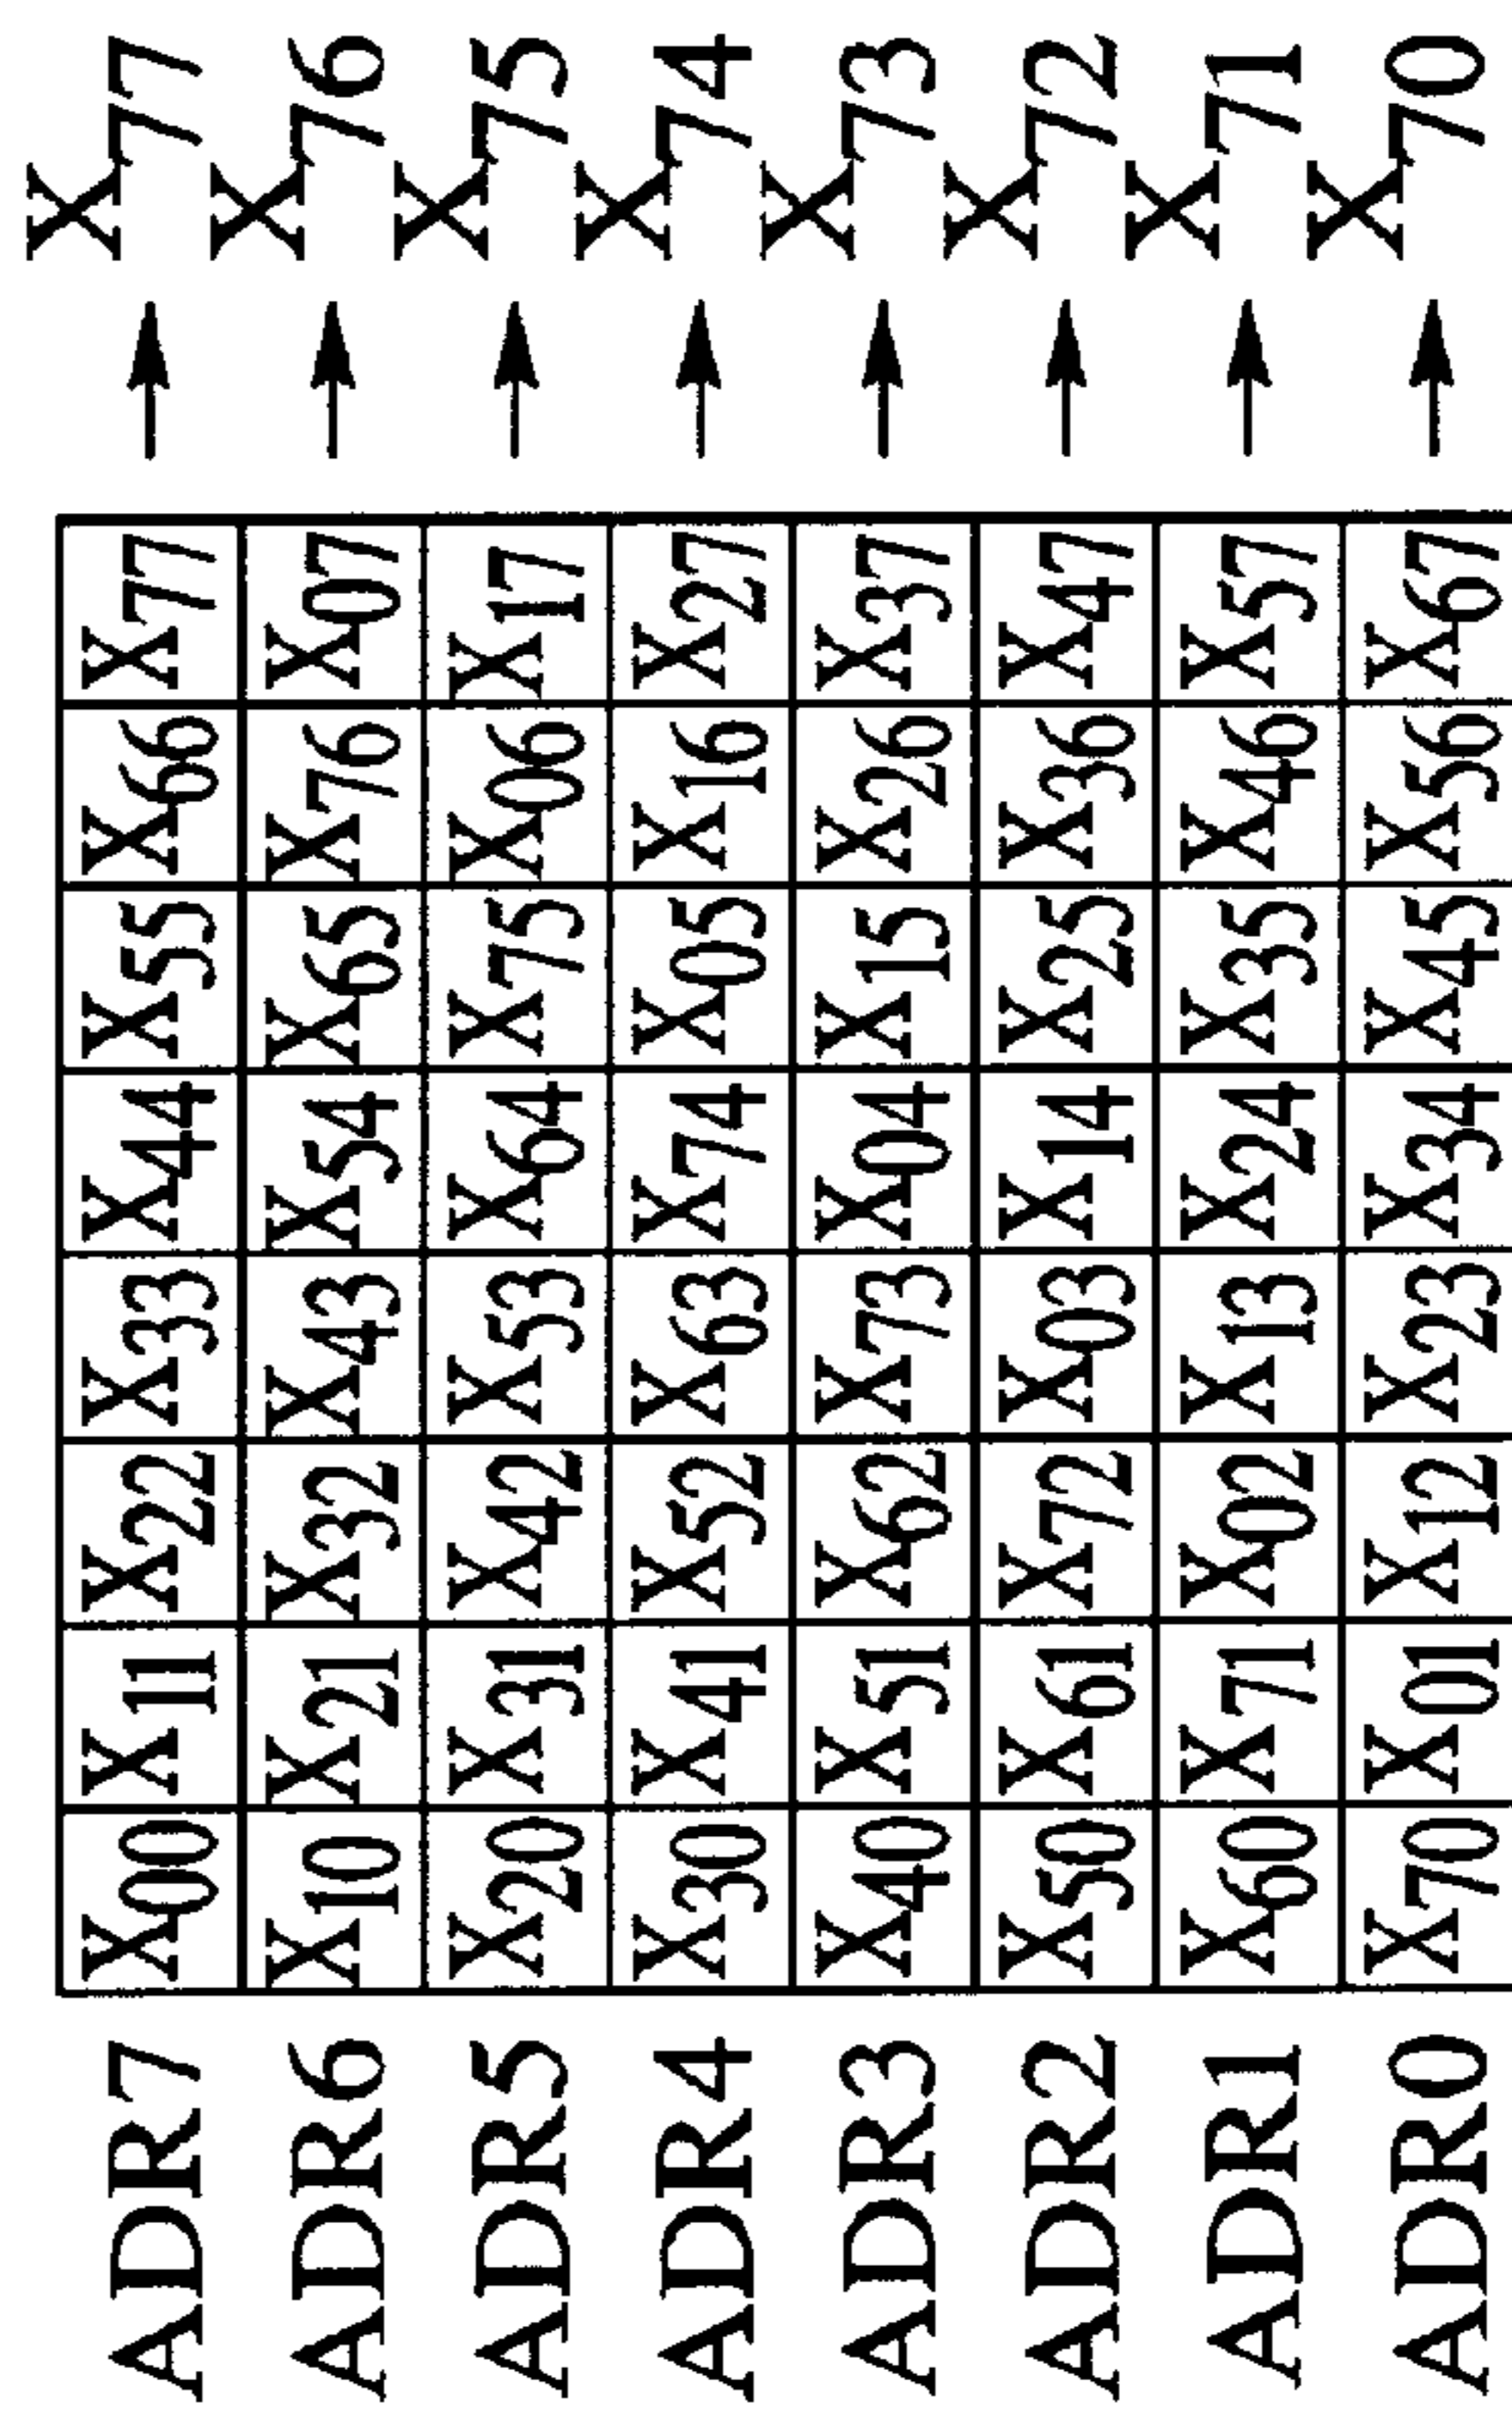 ADR7 X00 X11 X22 X33 X44 X55 X66 X77 X77
ADR6 X10 X21 X32 X43 X54 X65 X76 X07 X76
ADR5 X20 X31 X42 X53 X64 X75 X06 X17 X75
ADR4 X30 X41 X52 X63 X74 X05 X16 X27 X74
ADR3 X40 X51 X62 X73 X04 X15 X26 X37 X73
ADR2 X50 X61 X72 X03 X14 X25 X36 X47 X72
ADR1 X60 X71 X02 X13 X24 X35 X46 X57 X71
ADR0 X70 X01 X12 X23 X34 X45 X56 X67 X70